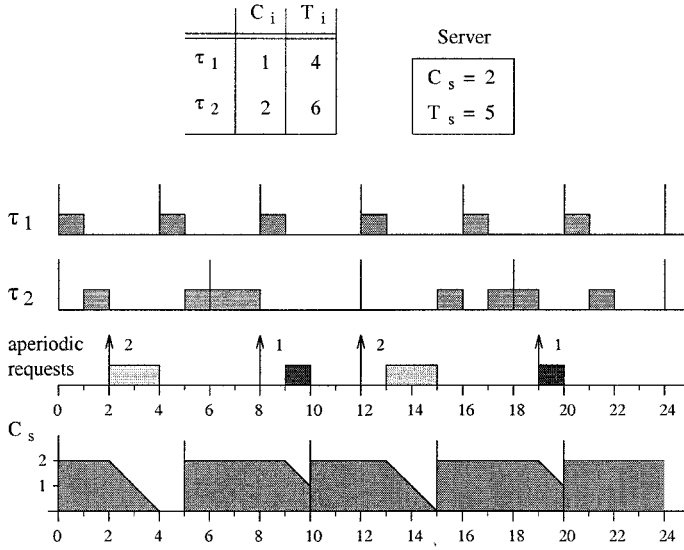 C i T i
τ 1 1 4
τ 2 2 6
Server
C s = 2
T s = 5
τ 1
τ 2
aperiodic
requests
2 1 2 1
0 2 4 6 8 10 12 14 16 18 20 22 24
C s
2
1
0 2 4 6 8 10 12 14 16 18 20 22 24